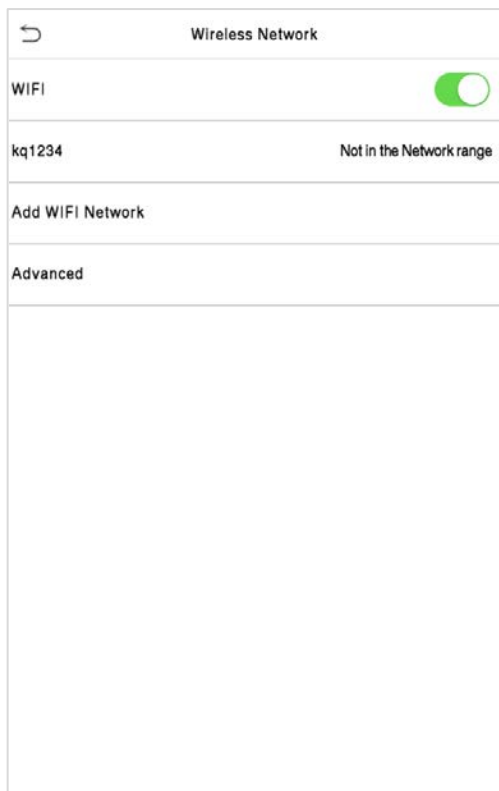 Wireless Network
WIFI
kq1234 Not in the Network range
Add WIFI Network
Advanced